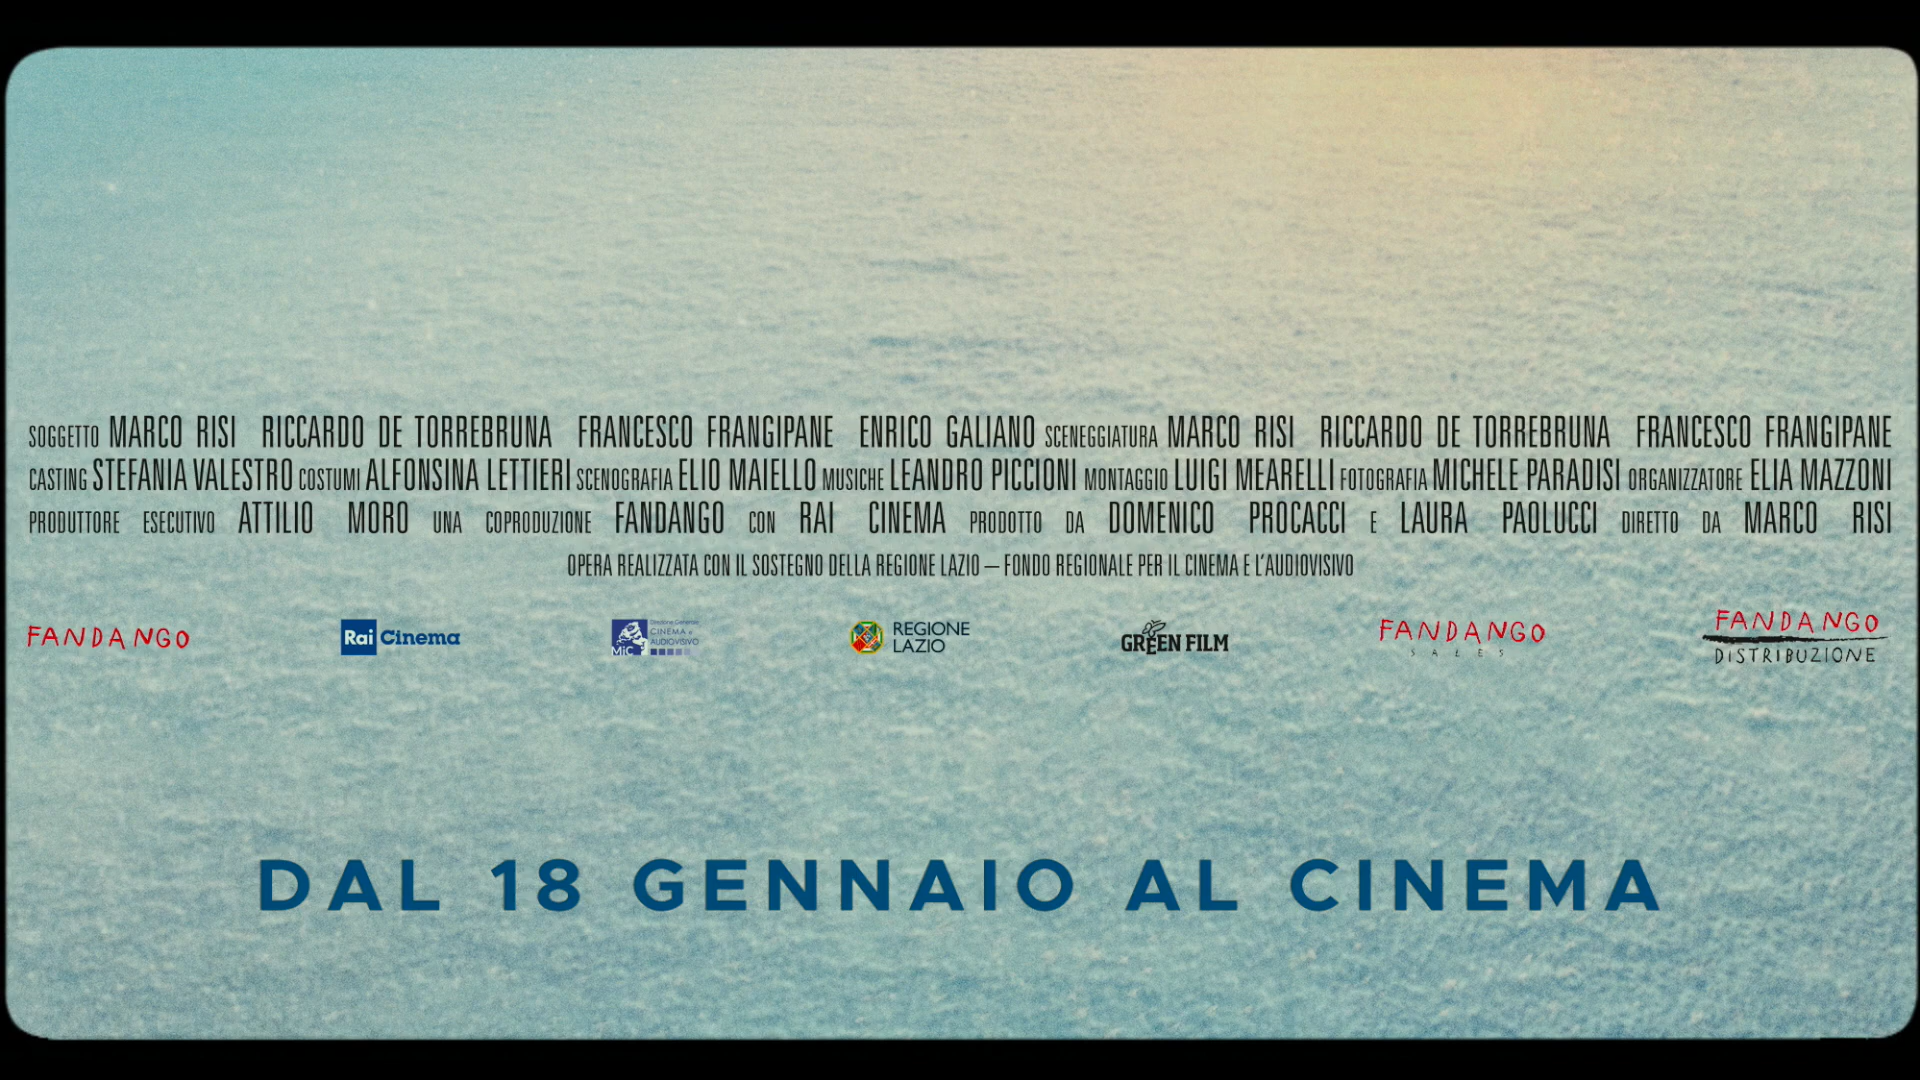 SOGGETTO MARCO RISI RICCARDO DE TORREBRUNA FRANCESCO FRANGIPANE ENRICO GALIANO SCENEGGIATURA MARCO RISI RICCARDO DE TORREBRUNA FRANCESCO FRANGIPANE
CASTING STEFANIA VALESTRO COSTUMI ALFONSINA LETTIERI SCENOGRAFIA ELIO MAIELLO MUSICHE LEANDRO PICCIONI MONTAGGIO LUIGI MEARELLI FOTOGRAFIA MICHELE PARADISI ORGANIZZATORE ELIA MAZZONI
PRODUTTORE ESECUTIVO ATTILIO MORO UNA COPRODUZIONE FANDANGO CON RAI CINEMA PRODOTTO DA DOMENICO PROCACCI E LAURA PAOLUCCI DIRETTO DA MARCO RISI
OPERA REALIZZATA CON IL SOSTEGNO DELLA REGIONE LAZIO – FONDO REGIONALE PER IL CINEMA E L'AUDIOVISIVO
FANDANGO
Rai Cinema
MiC
Direzione Generale
CINEMA e
AUDIOVISIVO
REGIONE
LAZIO
GREEN FILM
FANDANGO
SALES
FANDANGO
DISTRIBUZIONE
DAL 18 GENNAIO AL CINEMA